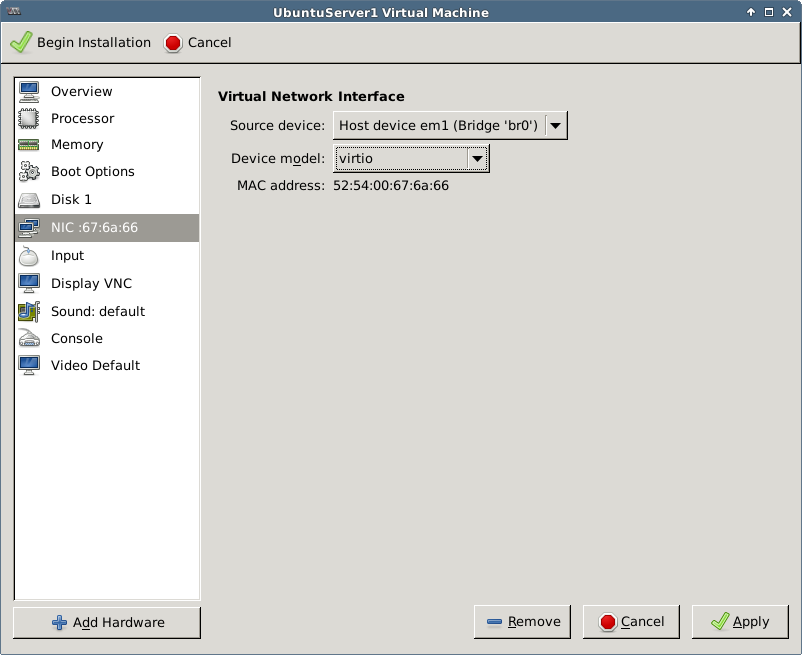 UbuntuServer1 Virtual Machine
Begin Installation Cancel
Overview
Processor
Memory
Boot Options
Disk 1
NIC :67:6a:66
Input
Display VNC
Sound: default
Console
Video Default
Add Hardware
Virtual Network Interface
Source device: Host device em1 (Bridge 'br0')
Device model: virtio
MAC address: 52:54:00:67:6a:66
Remove Cancel Apply